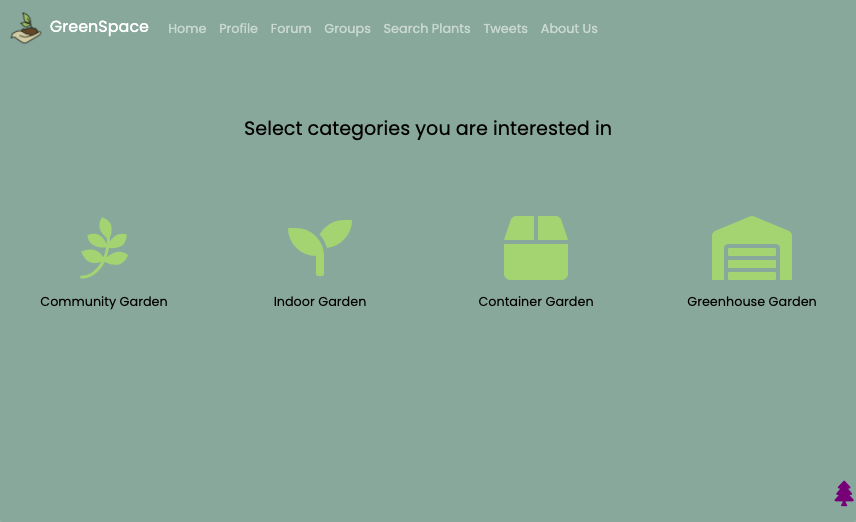 GreenSpace Home Profile Forum Groups Search Plants Tweets About Us
Select categories you are interested in
Community Garden Indoor Garden Container Garden Greenhouse Garden